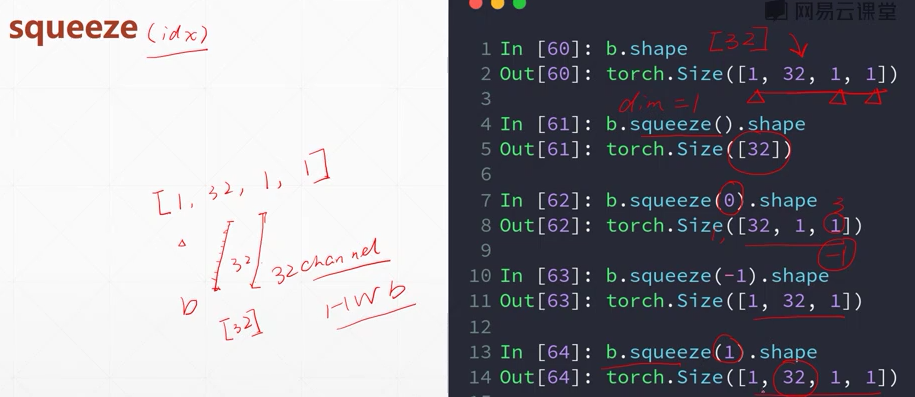 squeeze (idx)
[1, 32, 1, 1]
32
32 channel
b
H W b
[32]
网易云课堂
[32]
1 In [60]: b.shape
2 Out[60]: torch.Size([1, 32, 1, 1])
3
dim = 1
4 In [61]: b.squeeze().shape
5 Out[61]: torch.Size([32])
6
7 In [62]: b.squeeze(0).shape
3
8 Out[62]: torch.Size([32, 1, 1])
1,
-1
9
10 In [63]: b.squeeze(-1).shape
11 Out[63]: torch.Size([1, 32, 1])
12
13 In [64]: b.squeeze(1).shape
14 Out[64]: torch.Size([1, 32, 1, 1])